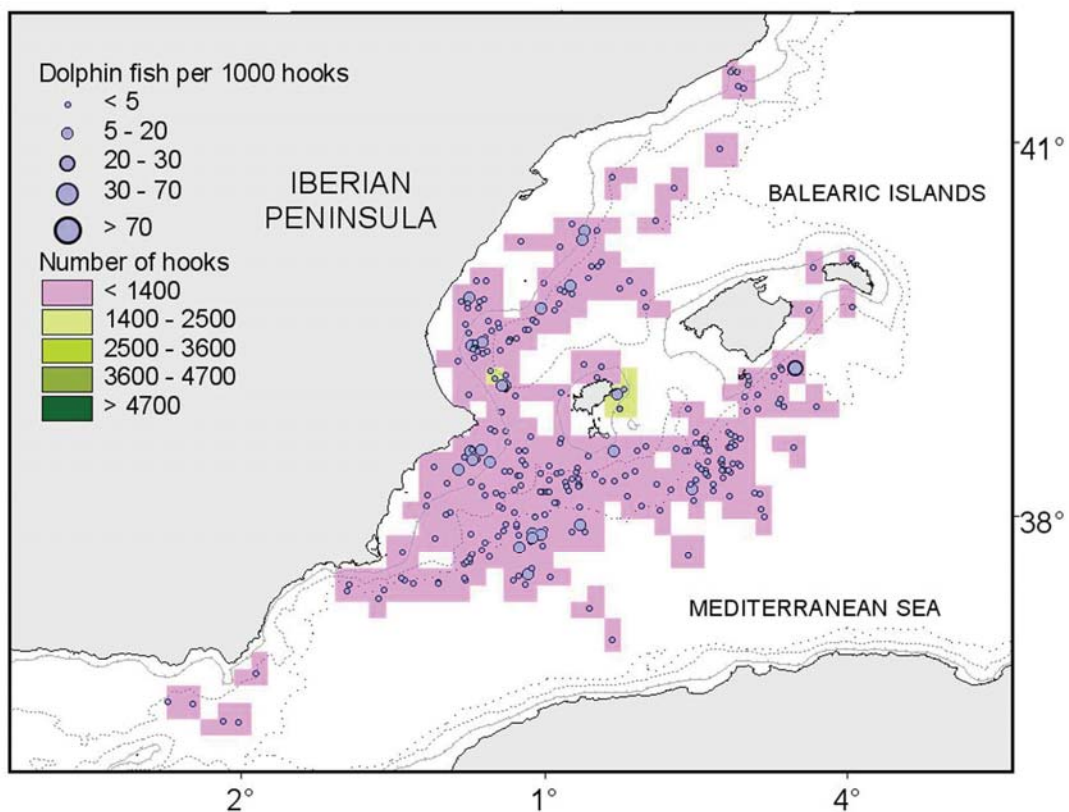 Dolphin fish per 1000 hooks
< 5
5 - 20
20 - 30
30 - 70
> 70
Number of hooks
< 1400
1400 - 2500
2500 - 3600
3600 - 4700
> 4700
IBERIAN
PENINSULA
BALEARIC ISLANDS
MEDITERRANEAN SEA
41°
38°
2°
1°
4°